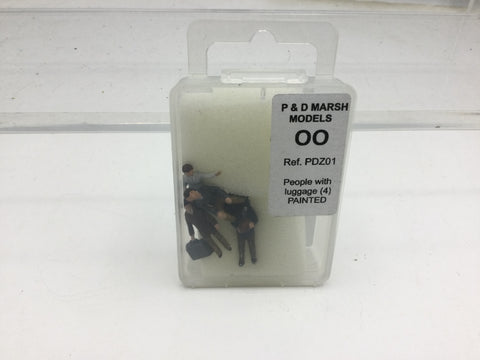 P & D MARSH
MODELS
OO
Ref. PDZ01
People with
luggage (4)
PAINTED